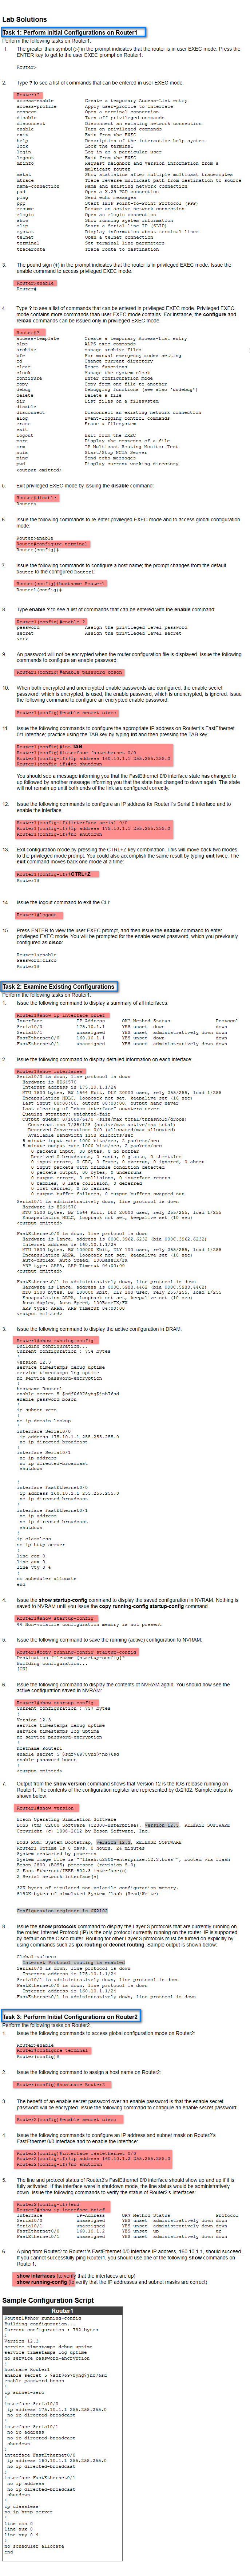 Lab Solutions
Task 1: Perform Initial Configurations on Router1
Perform the following tasks on Router1.
1. The greater than symbol (>) in the prompt indicates that the router is in user EXEC mode. Press the
ENTER key to get to the user EXEC prompt on Router1:
Router>
2. Type ? to see a list of commands that can be entered in user EXEC mode.
Router>?
access-enable Create a temporary Access-List entry
access-profile Apply user-profile to interface
connect Open a terminal connection
disable Turn off privileged commands
disconnect Disconnect an existing network connection
enable Turn on privileged commands
exit Exit from the EXEC
help Description of the interactive help system
lock Lock the terminal
login Log in as a particular user
logout Exit from the EXEC
mrinfo Request neighbor and version information from a
multicast router
mstat Show statistics after multiple multicast traceroutes
mtrace Trace reverse multicast path from destination to source
name-connection Name an existing network connection
pad Open a X.29 PAD connection
ping Send echo messages
ppp Start IETF Point-to-Point Protocol (PPP)
resume Resume an active network connection
rlogin Open an rlogin connection
show Show running system information
slip Start a Serial-line IP (SLIP)
systat Display information about terminal lines
telnet Open a telnet connection
terminal Set terminal line parameters
traceroute Trace route to destination
3. The pound sign (#) in the prompt indicates that the router is in privileged EXEC mode. Issue the
enable command to access privileged EXEC mode:
Router>enable
Router#
4. Type ? to see a list of commands that can be entered in privileged EXEC mode. Privileged EXEC
mode contains more commands than user EXEC mode contains. For instance, the configure and
reload commands can be issued only in privileged EXEC mode.
Router#?
access-template Create a temporary Access-List entry
alps ALPS exec commands
archive manage archive files
bfe For manual emergency modes setting
cd Change current directory
clear Reset functions
clock Manage the system clock
configure Enter configuration mode
copy Copy from one file to another
debug Debugging functions (see also 'undebug')
delete Delete a file
dir List files on a filesystem
disable
disconnect Disconnect an existing network connection
elog Event-logging control commands
erase Erase a filesystem
exit
logout Exit from the EXEC
more Display the contents of a file
mrm IP Multicast Routing Monitor Test
ncia Start/Stop NCIA Server
ping Send echo messages
pwd Display current working directory
<output omitted>
5. Exit privileged EXEC mode by issuing the disable command:
Router#disable
Router>
6. Issue the following commands to re-enter privileged EXEC mode and to access global configuration
mode:
Router>enable
Router#configure terminal
Router(config)#
7. Issue the following commands to configure a host name; the prompt changes from the default
Router to the configured Router1:
Router(config)#hostname Router1
Router1(config)#
8. Type enable ? to see a list of commands that can be entered with the enable command:
Router1(config)#enable ?
password Assign the privileged level password
secret Assign the privileged level secret
<cr>
9. An password will not be encrypted when the router configuration file is displayed. Issue the following
commands to configure an enable password:
Router1(config)#enable password boson
10. When both encrypted and unencrypted enable passwords are configured, the enable secret
password, which is encrypted, is used; the enable password, which is unencrypted, is ignored. Issue
the following command to configure an encrypted enable password:
Router1(config)#enable secret cisco
11. Issue the following commands to configure the appropriate IP address on Router1's FastEthernet
0/1 interface; practice using the TAB key by typing int and then pressing the TAB key:
Router1(config)#int TAB
Router1(config)#interface fastethernet 0/0
Router1(config-if)#ip address 160.10.1.1 255.255.255.0
Router1(config-if)#no shutdown
You should see a message informing you that the FastEthernet 0/0 interface state has changed to
up followed by another message informing you that the state has changed to down again. The state
will not remain up until both ends of the link are configured correctly.
12. Issue the following commands to configure an IP address for Router1's Serial 0 interface and to
enable the interface:
Router1(config-if)#interface serial 0/0
Router1(config-if)#ip address 175.10.1.1 255.255.255.0
Router1(config-if)#no shutdown
13. Exit configuration mode by pressing the CTRL+Z key combination. This will move back two modes
to the privileged mode prompt. You could also accomplish the same result by typing exit twice. The
exit command moves back one mode at a time.
Router1(config-if)#CTRL+Z
Router1#
14. Issue the logout command to exit the CLI:
Router1#logout
15. Press ENTER to view the user EXEC prompt, and then issue the enable command to enter
privileged EXEC mode. You will be prompted for the enable secret password, which you previously
configured as cisco:
Router1>enable
Password:cisco
Router1#
Task 2: Examine Existing Configurations
Perform the following tasks on Router1.
1. Issue the following command to display a summary of all interfaces:
Router1#show ip interface brief
Interface IP-Address OK? Method Status Protocol
Serial0/0 175.10.1.1 YES unset down down
Serial0/1 unassigned YES unset administratively down down
FastEthernet0/0 160.10.1.1 YES unset down down
FastEthernet0/1 unassigned YES unset administratively down down
2. Issue the following command to display detailed information on each interface:
Router1#show interfaces
Serial0/0 is down, line protocol is down
Hardware is HD64570
Internet address is 175.10.1.1/24
MTU 1500 bytes, BW 1544 Kbit, DLY 20000 usec, rely 255/255, load 1/255
Encapsulation HDLC, loopback not set, keepalive set (10 sec)
Last input 00:00:00, output 00:00:00, output hang never
Last clearing of "show interface" counters never
Queueing strategy: weighted-fair
Output queue: 0/1000/64/0 (size/max total/threshold/drops)
Conversations 7/35/128 (active/max active/max total)
Reserved Conversations 0/0 (allocated/max allocated)
Available Bandwidth 1158 kilobits/sec
5 minute input rate 1000 bits/sec, 2 packets/sec
5 minute output rate 1000 bits/sec, 2 packets/sec
0 packets input, 00 bytes, 0 no buffer
Received 0 broadcasts, 0 runts, 0 giants, 0 throttles
0 input errors, 0 CRC, 0 frame, 0 overrun, 0 ignored, 0 abort
0 input packets with dribble condition detected
0 packets output, 00 bytes, 0 underruns
0 output errors, 0 collisions, 0 interface resets
0 babbles, 0 late collision, 0 deferred
0 lost carrier, 0 no carrier
0 output buffer failures, 0 output buffers swapped out
Serial0/1 is administratively down, line protocol is down
Hardware is HD64570
MTU 1500 bytes, BW 1544 Kbit, DLY 20000 usec, rely 255/255, load 1/255
Encapsulation HDLC, loopback not set, keepalive set (10 sec)
<output omitted>
FastEthernet0/0 is down, line protocol is down
Internet address is 160.10.1.1/24
MTU 1500 bytes, BW 100000 Kbit, DLY 100 usec, rely 255/255, load 1/255
Encapsulation ARPA, loopback not set, keepalive set (10 sec)
Auto-duplex, Auto Speed, 100BaseTX/FX
ARP type: ARPA, ARP Timeout 04:00:00
<output omitted>
FastEthernet0/1 is administratively down, line protocol is down
Encapsulation ARPA, loopback not set, keepalive set (10 sec)
Auto-duplex, Auto Speed, 100BaseTX/FX
ARP type: ARPA, ARP Timeout 04:00:00
<output omitted>
3. Issue the following command to display the active configuration in DRAM:
Router1#show running-config
Building configuration...
Current configuration : 754 bytes
!
Version 12.3
service timestamps debug uptime
service timestamps log uptime
no service password-encryption
!
hostname Router1
enable password boson
!
ip subnet-zero
!
no ip domain-lookup
!
interface Serial0/0
ip address 175.10.1.1 255.255.255.0
no ip directed-broadcast
!
interface Serial0/1
no ip address
no ip directed-broadcast
shutdown
!
interface FastEthernet0/0
ip address 160.10.1.1 255.255.255.0
no ip directed-broadcast
!
interface FastEthernet0/1
no ip address
no ip directed-broadcast
shutdown
!
ip classless
no ip http server
!
line con 0
line aux 0
line vty 0 4
!
no scheduler allocate
end
4. Issue the show startup-config command to display the saved configuration in NVRAM. Nothing is
saved to NVRAM until you issue the copy running-config startup-config command.
Router1#show startup-config
%% Non-volatile configuration memory is not present
5. Issue the following command to save the running (active) configuration to NVRAM:
Router1#copy running-config startup-config
Destination filename [startup-config]?
Building configuration...
[OK]
6. Issue the following command to display the contents of NVRAM again. You should now see the
active configuration saved in NVRAM:
Router1#show startup-config
Current configuration : 737 bytes
!
Version 12.3
service timestamps debug uptime
service timestamps log uptime
no service password-encryption
!
hostname Router1
enable password boson
!
<output omitted>
7. Output from the show version command shows that Version 12 is the IOS release running on
Router1. The contents of the configuration register are represented by 0x2102. Sample output is
shown below:
Router1#show version
Boson Operating Simulation Software
BOSS (tm) C2800 Software (C2800-Enterprise), Version 12.3, RELEASE SOFTWARE
Copyright (c) 1998-2012 by Boson Software, Inc.
BOSS ROM: System Bootstrap, Version 12.3, RELEASE SOFTWARE
Router1 Uptime is 0 days, 0 hours, 24 minutes
System restarted by power-on
System image file is "flash:c2800-enterprise.12.0.boss", booted via flash
Boson 2800 (BOSS) processor (revision 5.0)
2 Fast Ethernet/IEEE 802.3 interface(s)
2 Serial network interface(s)
32K bytes of simulated non-volatile configuration memory.
8192K bytes of simulated System flash (Read/Write)
Configuration register is 0x2102
8. Issue the show protocols command to display the Layer 3 protocols that are currently running on
the router. Internet Protocol (IP) is the only protocol currently running on the router. IP is supported
by default on the Cisco router. Routing for other Layer 3 protocols must be turned on explicitly by
using commands such as ipx routing or decnet routing. Sample output is shown below:
Global values:
Internet Protocol routing is enabled
Serial0/0 is down, line protocol is down
Internet address is 175.10.1.1/24
Serial0/1 is administratively down, line protocol is down
FastEthernet0/0 is down, line protocol is down
Internet address is 160.10.1.1/24
FastEthernet0/1 is administratively down, line protocol is down
Task 3: Perform Initial Configurations on Router2
Perform the following tasks on Router2.
1. Issue the following commands to access global configuration mode on Router2:
Router>enable
Router#configure terminal
Router(config)#
2. Issue the following command to assign a host name on Router2:
Router(config)#hostname Router2
3. The benefit of an enable secret password over an enable password is that the enable secret
password will be encrypted. Issue the following command to configure an enable secret password:
Router2(config)#enable secret cisco
4. Issue the following commands to configure an IP address and subnet mask on Router2's
FastEthernet 0/0 interface and to enable the interface:
Router2(config)#interface fastethernet 0/0
Router2(config-if)#ip address 160.10.1.2 255.255.255.0
Router2(config-if)#no shutdown
5. The line and protocol status of Router2's FastEthernet 0/0 interface should show up and up if it is
fully activated. If the interface were in shutdown mode, the line status would be administratively
down. Issue the following commands to verify the status of Router2's interfaces:
Router2(config-if)#end
Router2#show ip interface brief
Interface IP-Address OK? Method Status Protocol
Serial0/0 unassigned YES unset administratively down down
Serial0/1 unassigned YES unset administratively down down
FastEthernet0/0 160.10.1.2 YES unset up up
FastEthernet0/1 unassigned YES unset administratively down down
6. A ping from Router2 to Router1's FastEthernet 0/0 interface, 160.10.1.1, should succeed.
If you cannot successfully ping Router1, you should use one of the following show commands on
Router1:
show interfaces (to verify that the interfaces are up)
show running-config (to verify that the IP addresses and subnet masks are correct)
Sample Configuration Script
Router1
Router1#show running-config
Building configuration...
Current configuration : 732 bytes
!
Version 12.3
service timestamps debug uptime
service timestamps log uptime
no service password-encryption
!
hostname Router1
enable password boson
!
ip subnet-zero
!
interface Serial0/0
ip address 175.10.1.1 255.255.255.0
no ip directed-broadcast
!
interface Serial0/1
no ip address
no ip directed-broadcast
shutdown
!
interface FastEthernet0/0
ip address 160.10.1.1 255.255.255.0
no ip directed-broadcast
!
interface FastEthernet0/1
no ip address
no ip directed-broadcast
shutdown
!
ip classless
no ip http server
!
line con 0
line aux 0
line vty 0 4
!
no scheduler allocate
end